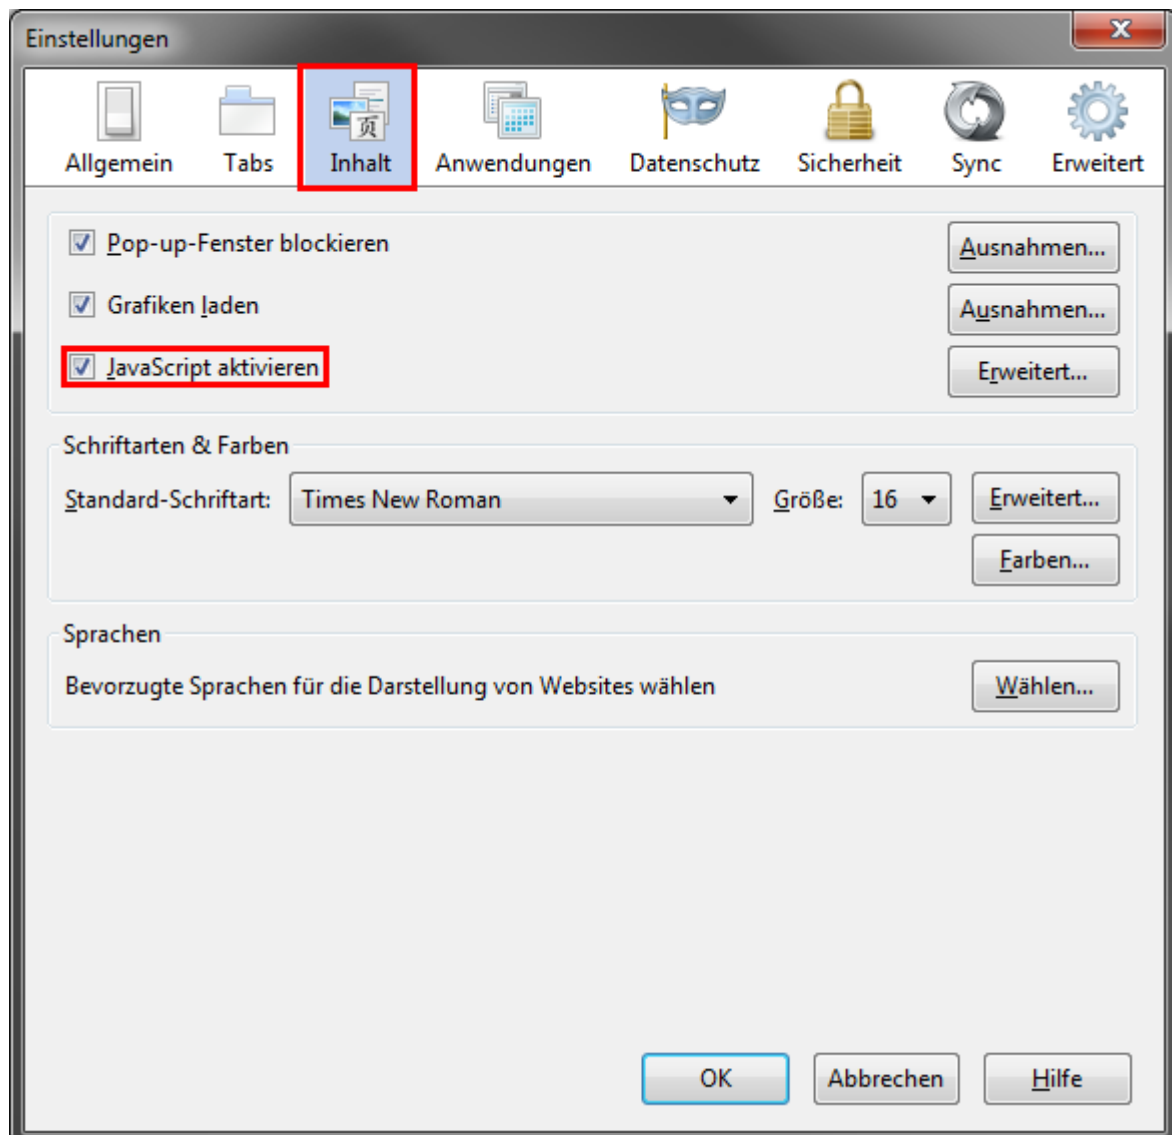 Einstellungen
Allgemein Tabs Inhalt Anwendungen Datenschutz Sicherheit Sync Erweitert
页
Pop-up-Fenster blockieren Ausnahmen...
Grafiken laden Ausnahmen...
JavaScript aktivieren Erweitert...
Schriftarten & Farben
Standard-Schriftart: Times New Roman Größe: 16 Erweitert...
Farben...
Sprachen
Bevorzugte Sprachen für die Darstellung von Websites wählen Wählen...
OK Abbrechen Hilfe